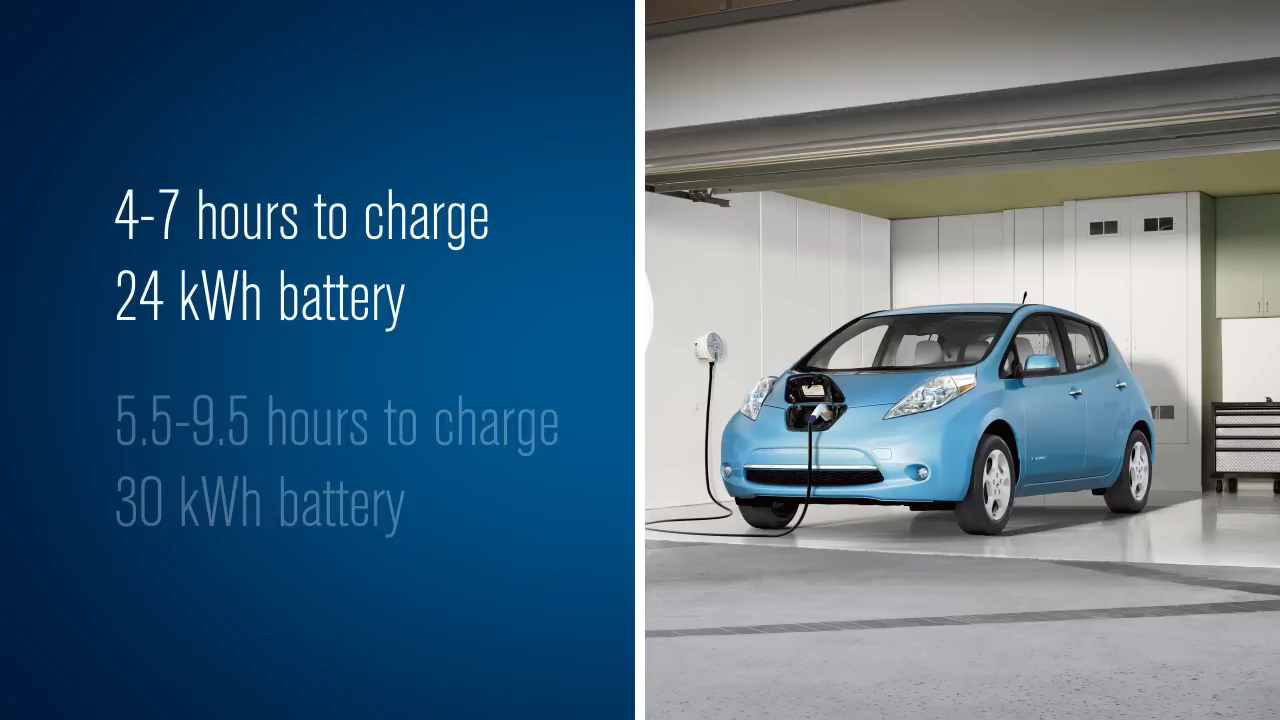 4-7 hours to charge
24 kWh battery
5.5-9.5 hours to charge
30 kWh battery